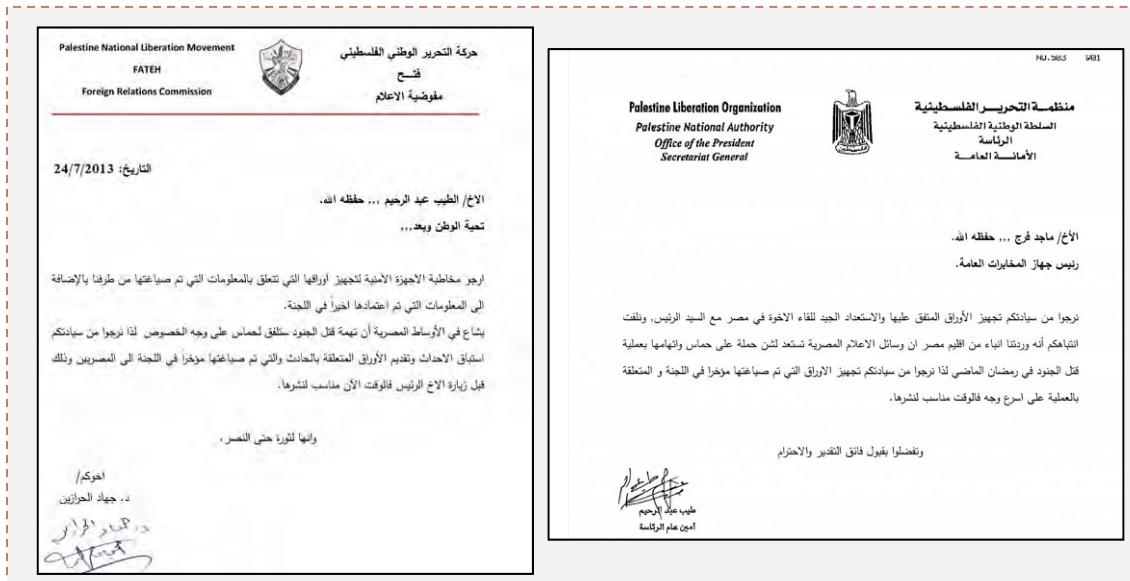 Palestine National Liberation Movement
FATEH
Foreign Relations Commission
حركة التحرير الوطني الفلسطيني
فتـــح
مفوضية الاعلام
التاريخ: 24/7/2013
الاخ/ الطيب عبد الرحيم ... حفظه الله.
تحية الوطن وبعد...
ارجو مخاطبة الاجهزة الأمنية لتجهيز أوراقها التي تتعلق بالمعلومات التي تم صياغتها من طرفنا بالإضافة
الى المعلومات التي تم اعتمادها اخيراً في اللجنة.
يشاع في الأوساط المصرية أن تهمة قتل الجنود ستلفق لحماس على وجه الخصوص لذا نرجوا من سيادتكم
استباق الاحداث وتقديم الأوراق المتعلقة بالحادث والتي تم صياغتها مؤخراً في اللجنة الى المصريين وذلك
قبل زيارة الاخ الرئيس فالوقت الآن مناسب لنشرها.
وانها لثورة حتى النصر ،
اخوكم/
د. جهاد الحرازين
NO.583 001
Palestine Liberation Organization
Palestine National Authority
Office of the President
Secretariat General
منظمـــة التحريـــر الفلسطـينية
السلطة الوطنية الفلسطينية
الرئاسة
الأمانـــــة العامـــة
الأخ/ ماجد فرج ... حفظه الله.
رئيس جهاز المخابرات العامة.
نرجوا من سيادتكم تجهيز الأوراق المتفق عليها والاستعداد الجيد للقاء الاخوة في مصر مع السيد الرئيس, ونلفت
انتباهكم أنه وردتنا انباء من اقليم مصر ان وسائل الاعلام المصرية تستعد لشن حملة على حماس واتهامها بعملية
قتل الجنود في رمضان الماضي لذا نرجوا من سيادتكم تجهيز الاوراق التي تم صياغتها مؤخرا في اللجنة و المتعلقة
بالعملية على اسرع وجه فالوقت مناسب لنشرها.
وتفضلوا بقبول فائق التقدير والاحترام
طيب عبد الرحيم
أمين عام الرئاسة